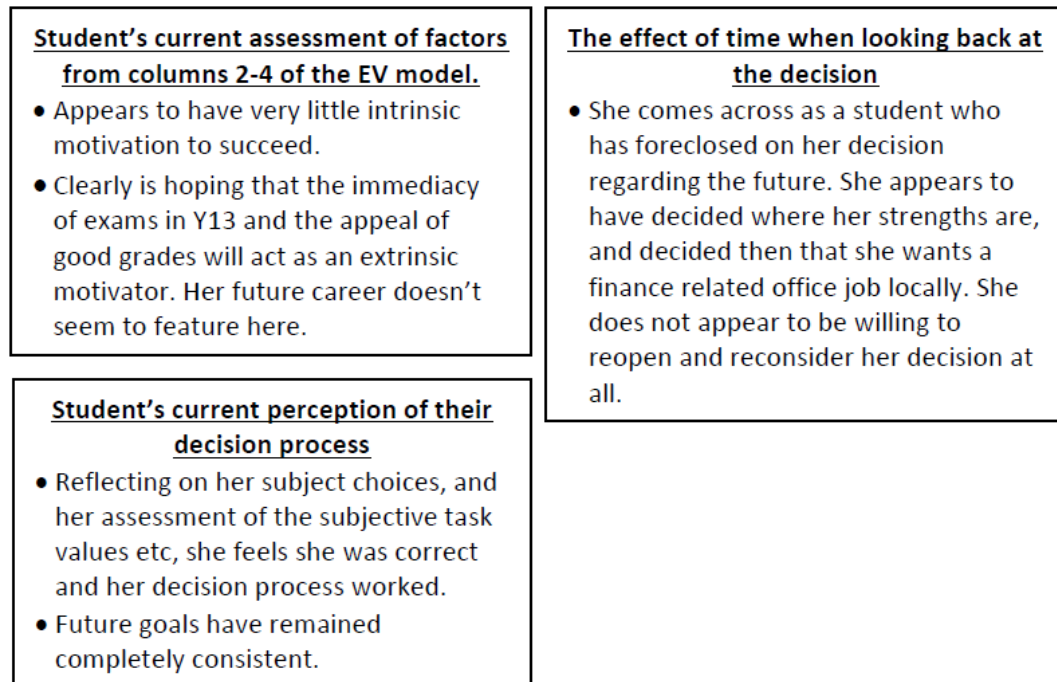 Student's current assessment of factors
from columns 2-4 of the EV model.
• Appears to have very little intrinsic
motivation to succeed.
• Clearly is hoping that the immediacy
of exams in Y13 and the appeal of
good grades will act as an extrinsic
motivator. Her future career doesn't
seem to feature here.
Student's current perception of their
decision process
• Reflecting on her subject choices, and
her assessment of the subjective task
values etc, she feels she was correct
and her decision process worked.
• Future goals have remained
completely consistent.
The effect of time when looking back at
the decision
• She comes across as a student who
has foreclosed on her decision
regarding the future. She appears to
have decided where her strengths are,
and decided then that she wants a
finance related office job locally. She
does not appear to be willing to
reopen and reconsider her decision at
all.